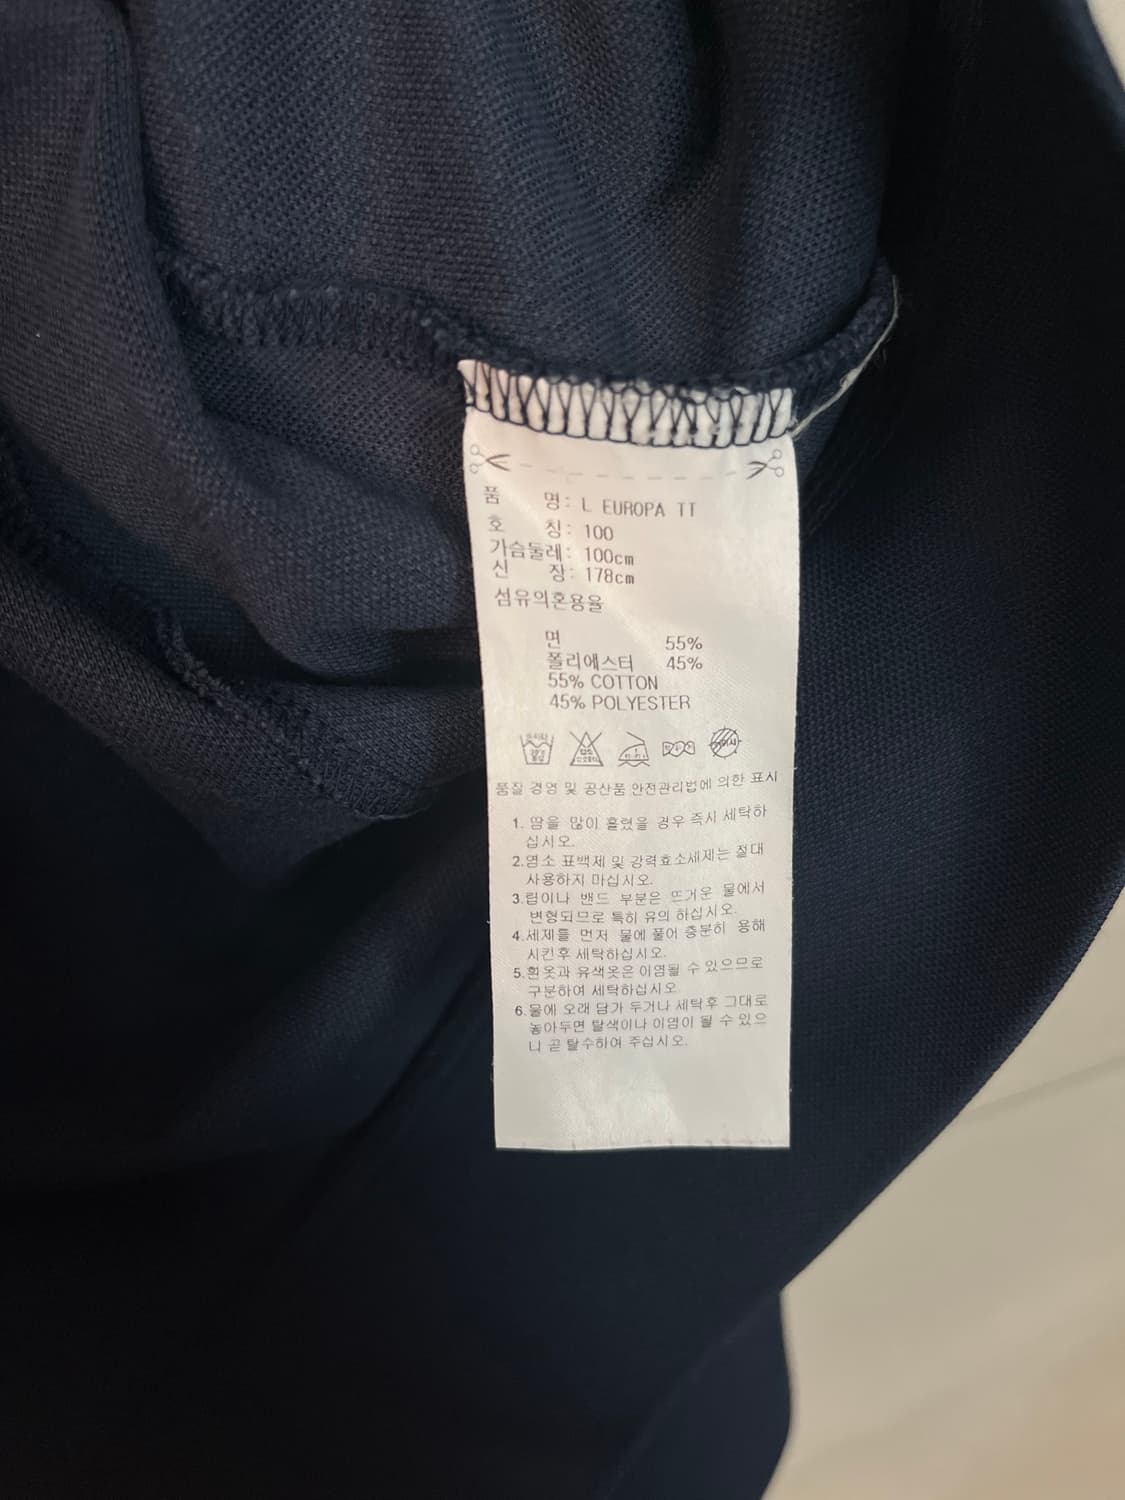 품 명: L EUROPA TT
호 칭: 100
가슴둘레: 100cm
신 장: 178cm
섬유의혼용율
면 55%
폴리에스터 45%
55% COTTON
45% POLYESTER
품질 경영 및 공산품 안전관리법에 의한 표시
1. 땀을 많이 흘렸을 경우 즉시 세탁하
십시오.
2.염소 표백제 및 강력효소세제는 절대
사용하지 마십시오.
3.립이나 밴드 부분은 뜨거운 물에서
변형되므로 특히 유의 하십시오.
4.세제를 먼저 물에 풀어 충분히 용해
시킨후 세탁하십시오.
5.흰옷과 유색옷은 이염될 수 있으므로
구분하여 세탁하십시오
6.물에 오래 담가 두거나 세탁후 그대로
놓아두면 탈색이나 이염이 될 수 있으
니 곧 탈수하여 주십시오.